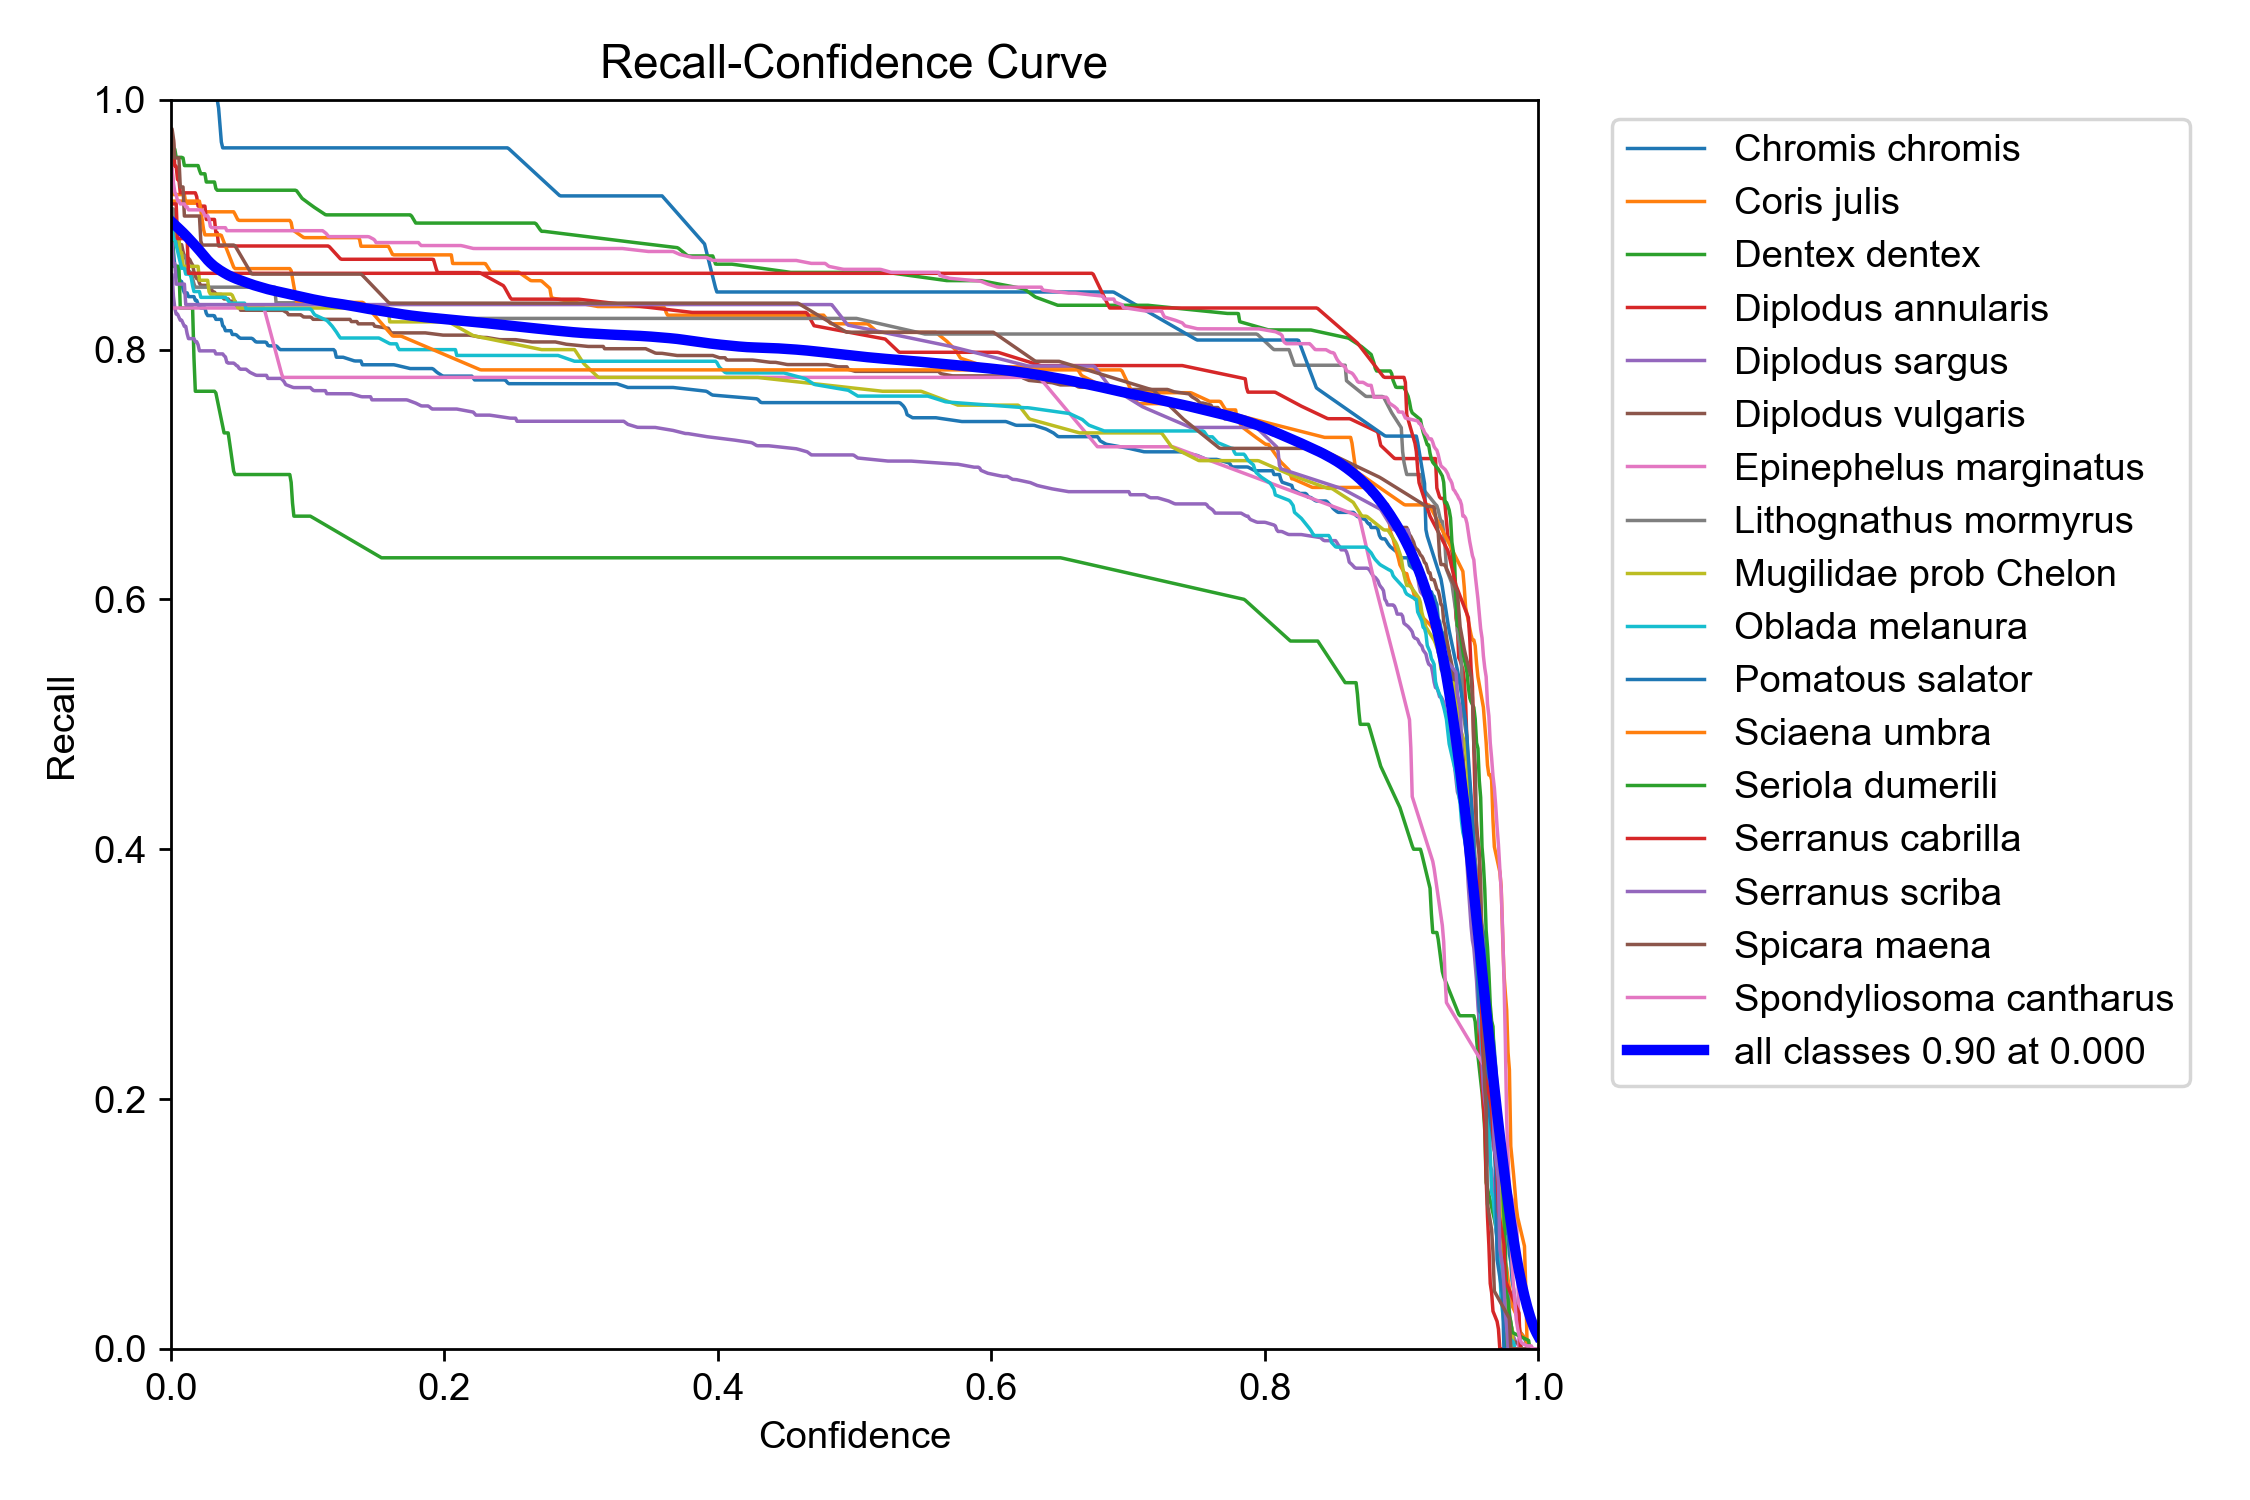 Recall-Confidence Curve
1.0
0.8
0.6
0.4
0.2
0.0
Recall
0.0 0.2 0.4 0.6 0.8 1.0
Confidence
Chromis chromis
Coris julis
Dentex dentex
Diplodus annularis
Diplodus sargus
Diplodus vulgaris
Epinephelus marginatus
Lithognathus mormyrus
Mugilidae prob Chelon
Oblada melanura
Pomatous salator
Sciaena umbra
Seriola dumerili
Serranus cabrilla
Serranus scriba
Spicara maena
Spondyliosoma cantharus
all classes 0.90 at 0.000